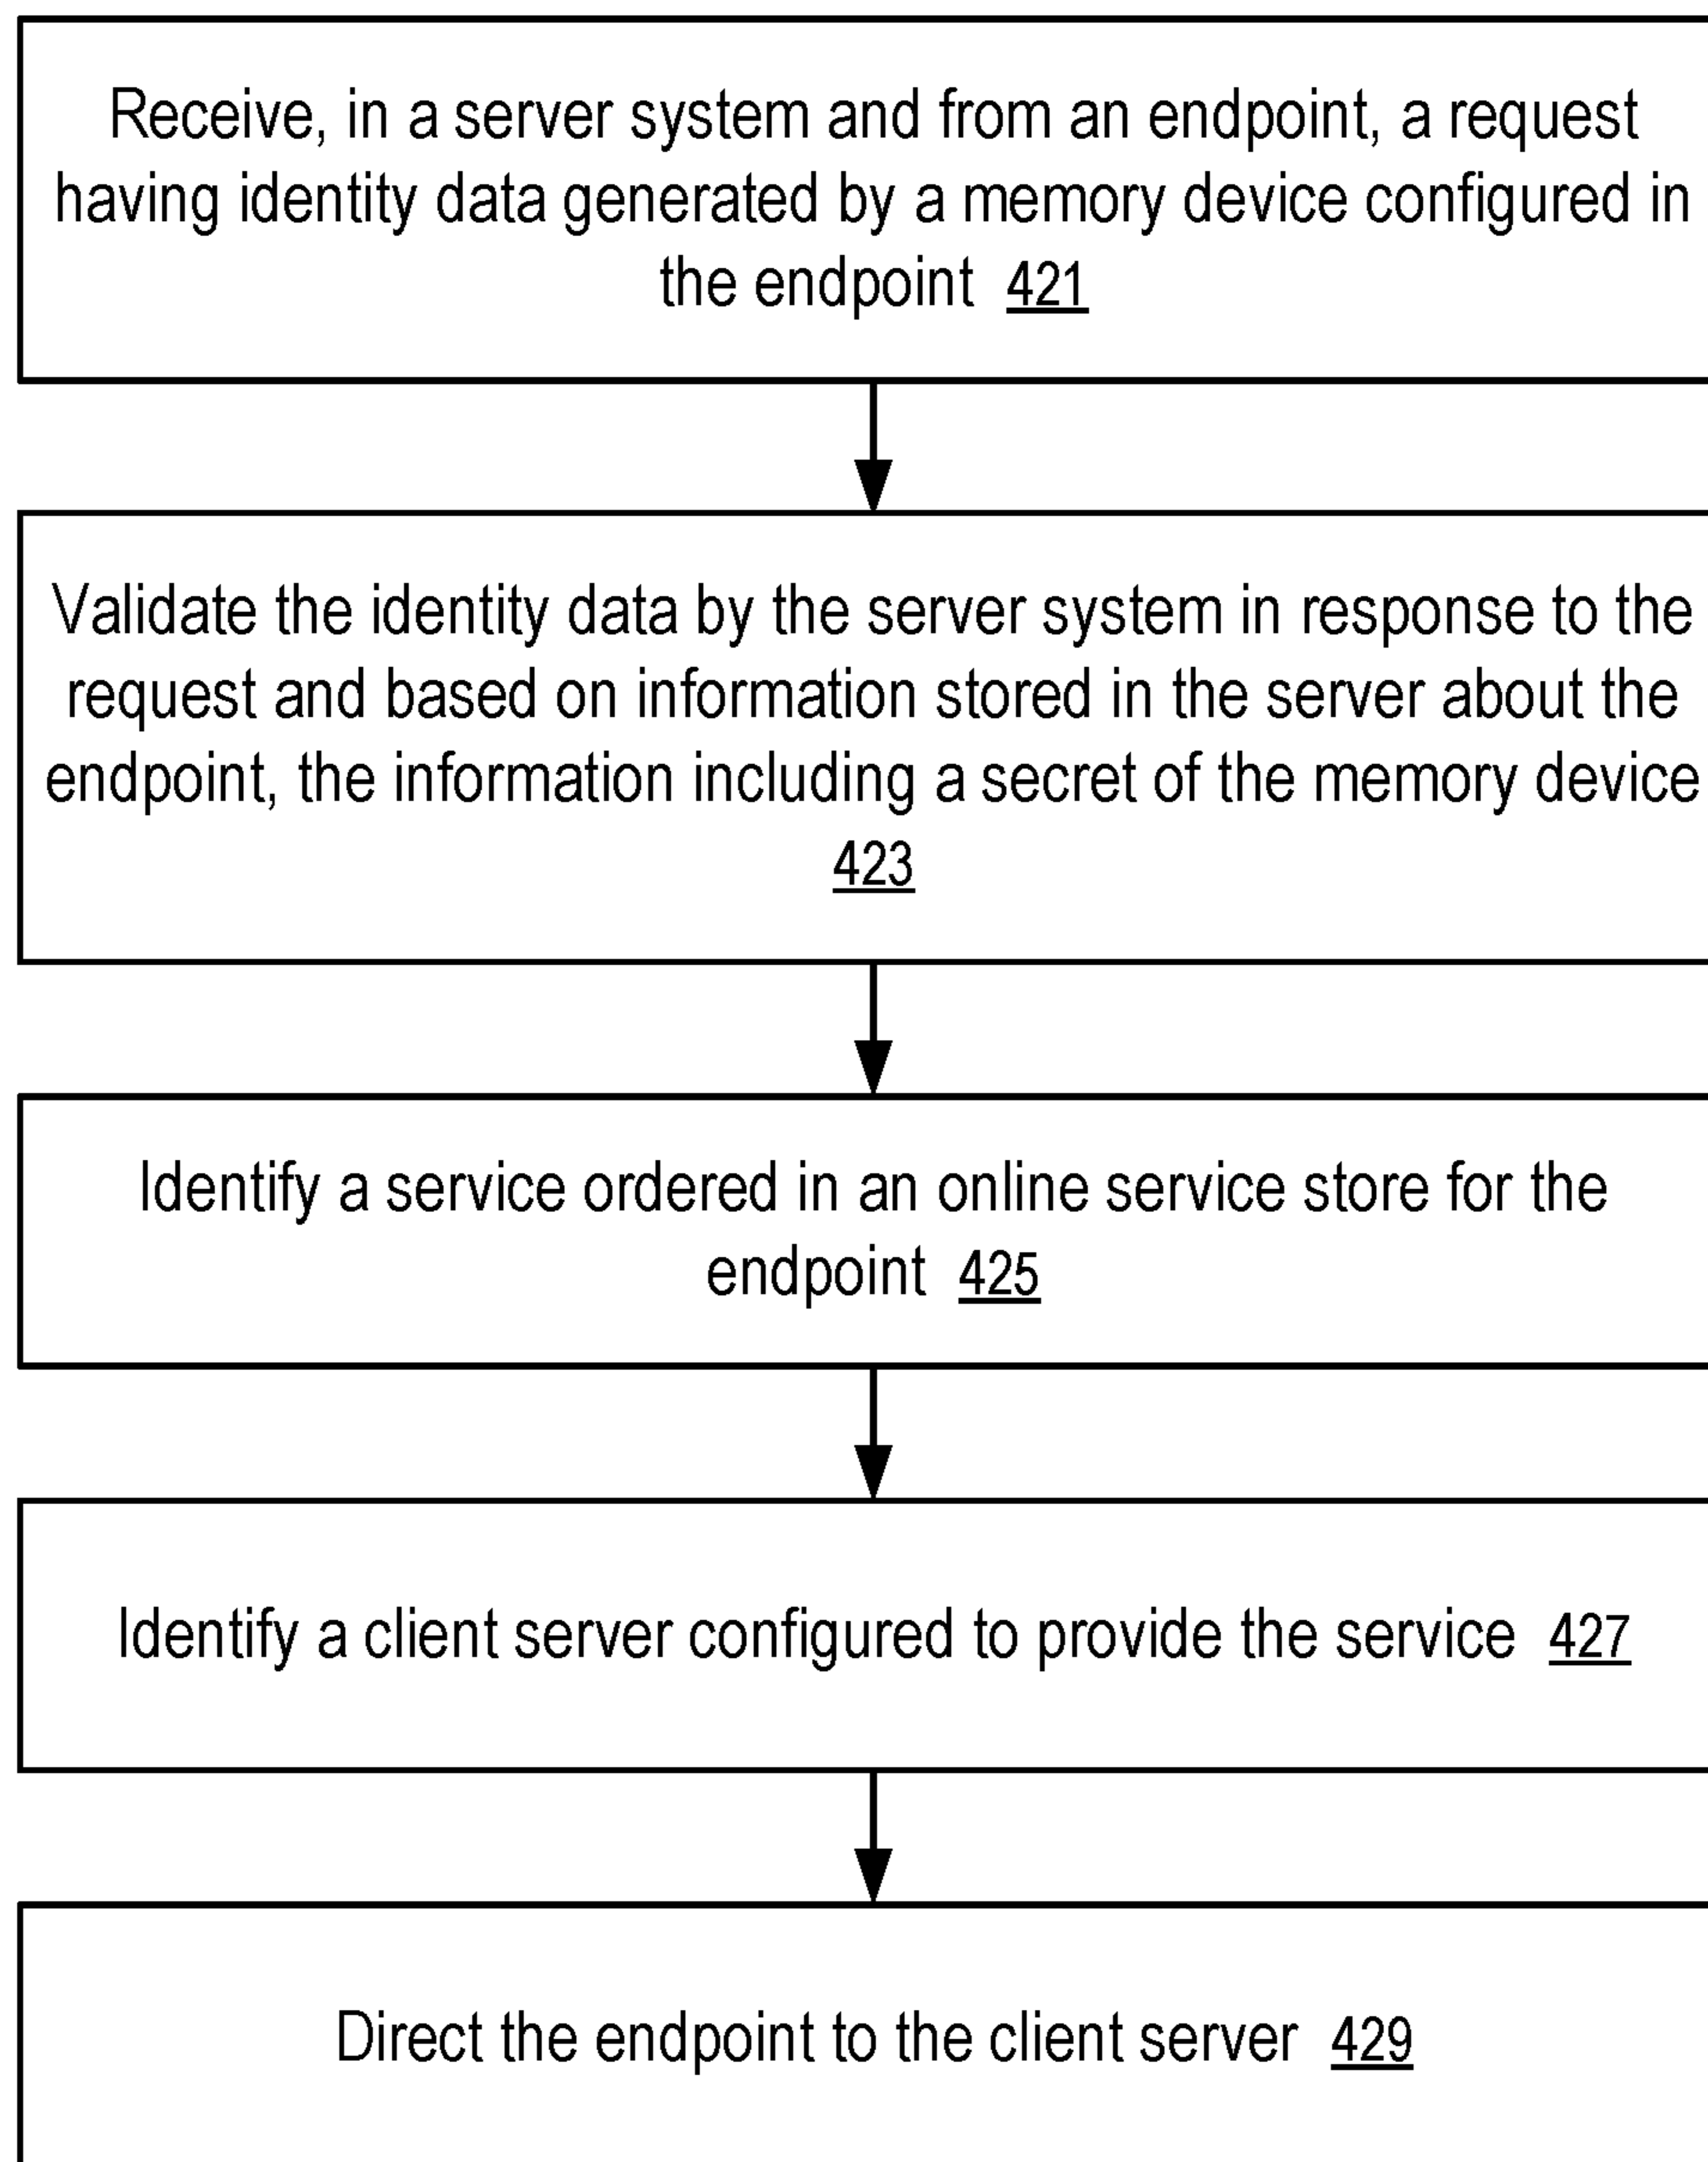 Receive, in a server system and from an endpoint, a request
having identity data generated by a memory device configured in
the endpoint 421
Validate the identity data by the server system in response to the
request and based on information stored in the server about the
endpoint, the information including a secret of the memory device
423
Identify a service ordered in an online service store for the
endpoint 425
Identify a client server configured to provide the service 427
Direct the endpoint to the client server 429